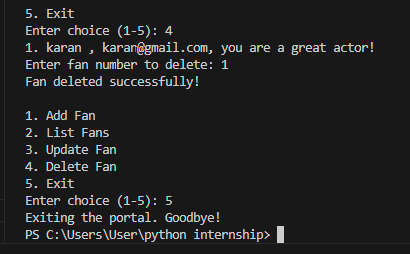 5. Exit
Enter choice (1-5): 4
1. karan , karan@gmail.com, you are a great actor!
Enter fan number to delete: 1
Fan deleted successfully!
1. Add Fan
2. List Fans
3. Update Fan
4. Delete Fan
5. Exit
Enter choice (1-5): 5
Exiting the portal. Goodbye!
PS C:\Users\User\python internship>